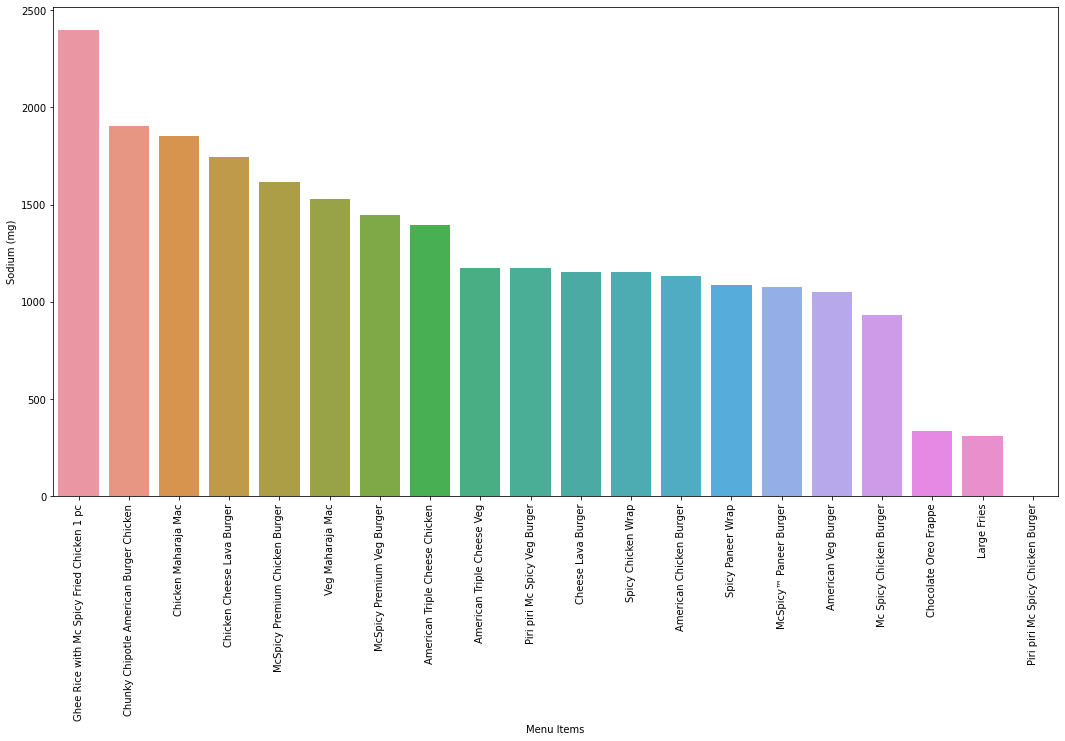 2500
2000
1500
1000
500
0
Sodium (mg)
Ghee Rice with Mc Spicy Fried Chicken 1 pc
Chunky Chipotle American Burger Chicken
Chicken Maharaja Mac
Chicken Cheese Lava Burger
McSpicy Premium Chicken Burger
Veg Maharaja Mac
McSpicy Premium Veg Burger
American Triple Cheese Chicken
American Triple Cheese Veg
Piri piri Mc Spicy Veg Burger
Cheese Lava Burger
Spicy Chicken Wrap
American Chicken Burger
Spicy Paneer Wrap
McSpicy™ Paneer Burger
American Veg Burger
Mc Spicy Chicken Burger
Chocolate Oreo Frappe
Large Fries
Piri piri Mc Spicy Chicken Burger
Menu Items